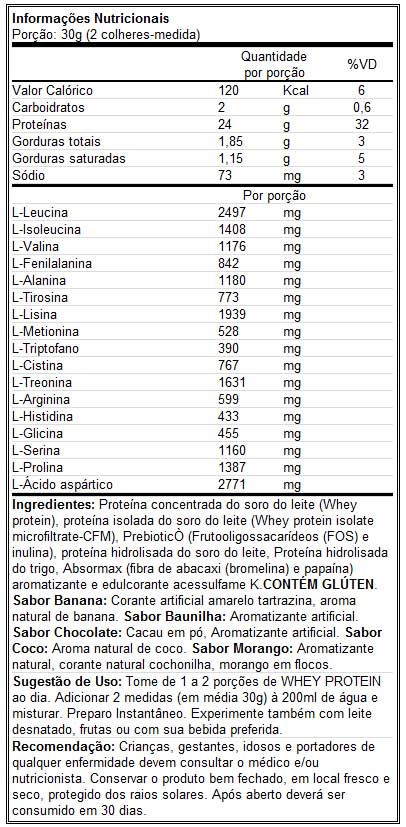 Informações Nutricionais
Porção: 30g (2 colheres-medida)
Quantidade por porção %VD
Valor Calórico 120 Kcal 6
Carboidratos 2 g 0,6
Proteínas 24 g 32
Gorduras totais 1,85 g 3
Gorduras saturadas 1,15 g 5
Sódio 73 mg 3
Por porção
L-Leucina 2497 mg
L-Isoleucina 1408 mg
L-Valina 1176 mg
L-Fenilalanina 842 mg
L-Alanina 1180 mg
L-Tirosina 773 mg
L-Lisina 1939 mg
L-Metionina 528 mg
L-Triptofano 390 mg
L-Cistina 767 mg
L-Treonina 1631 mg
L-Arginina 599 mg
L-Histidina 433 mg
L-Glicina 455 mg
L-Serina 1160 mg
L-Prolina 1387 mg
L-Ácido aspártico 2771 mg
Ingredientes: Proteína concentrada do soro do leite (Whey
protein), proteína isolada do soro do leite (Whey protein isolate
microfiltrate-CFM), PrebioticÒ (Frutooligossacarídeos (FOS) e
inulina), proteína hidrolisada do soro do leite, Proteína hidrolisada
do trigo, Absormax (fibra de abacaxi (bromelina) e papaína)
aromatizante e edulcorante acessulfame K.CONTÉM GLÚTEN.
Sabor Banana: Corante artificial amarelo tartrazina, aroma
natural de banana. Sabor Baunilha: Aromatizante artificial.
Sabor Chocolate: Cacau em pó, Aromatizante artificial. Sabor
Coco: Aroma natural de coco. Sabor Morango: Aromatizante
natural, corante natural cochonilha, morango em flocos.
Sugestão de Uso: Tome de 1 a 2 porções de WHEY PROTEIN
ao dia. Adicionar 2 medidas (em média 30g) à 200ml de água e
misturar. Preparo Instantâneo. Experimente também com leite
desnatado, frutas ou com sua bebida preferida.
Recomendação: Crianças, gestantes, idosos e portadores de
qualquer enfermidade devem consultar o médico e/ou
nutricionista. Conservar o produto bem fechado, em local fresco e
seco, protegido dos raios solares. Após aberto deverá ser
consumido em 30 dias.